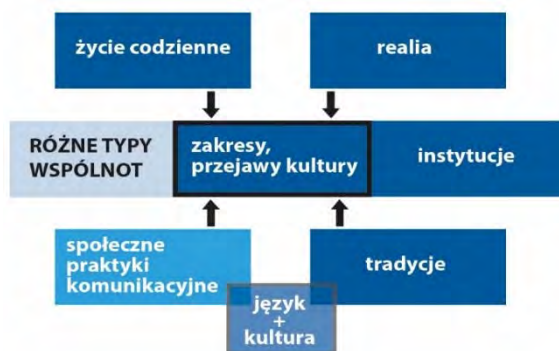 życie codzienne
realia
RÓŻNE TYPY
WSPÓLNOT
zakresy,
przejawy kultury
instytucje
społeczne
praktyki
komunikacyjne
tradycje
język
+
kultura